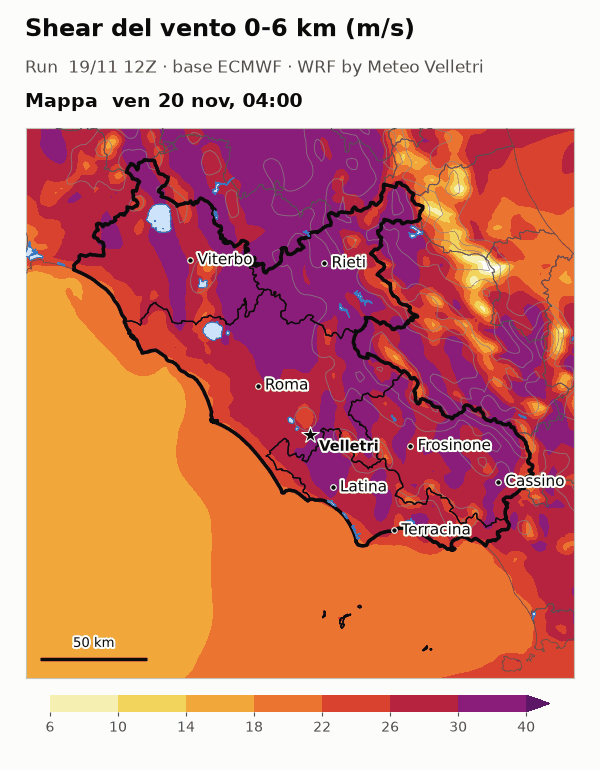 Shear del vento 0-6 km (m/s)
Run 19/11 12Z · base ECMWF · WRF by Meteo Velletri
Mappa ven 20 nov, 04:00
Viterbo
Rieti
Roma
Velletri
Frosinone
Latina
Cassino
Terracina
50 km
6 10 14 18 22 26 30 40